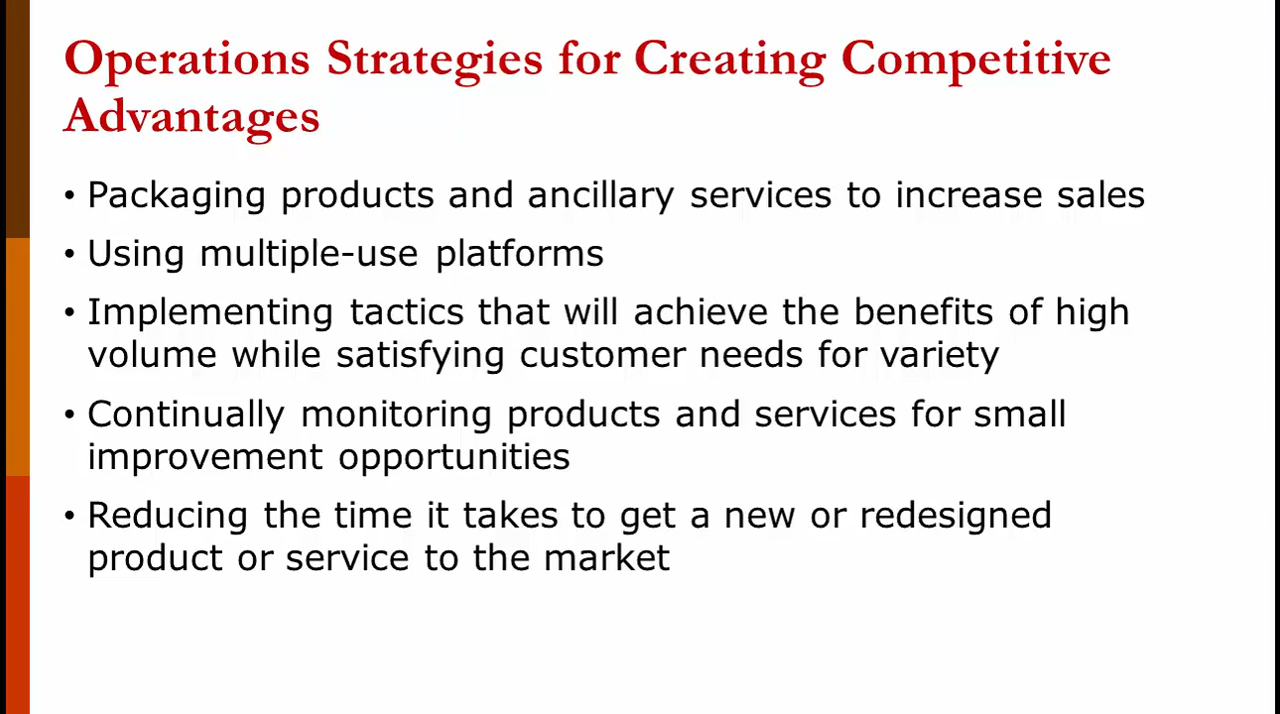 Operations Strategies for Creating Competitive
Advantages
• Packaging products and ancillary services to increase sales
• Using multiple-use platforms
• Implementing tactics that will achieve the benefits of high
volume while satisfying customer needs for variety
• Continually monitoring products and services for small
improvement opportunities
• Reducing the time it takes to get a new or redesigned
product or service to the market